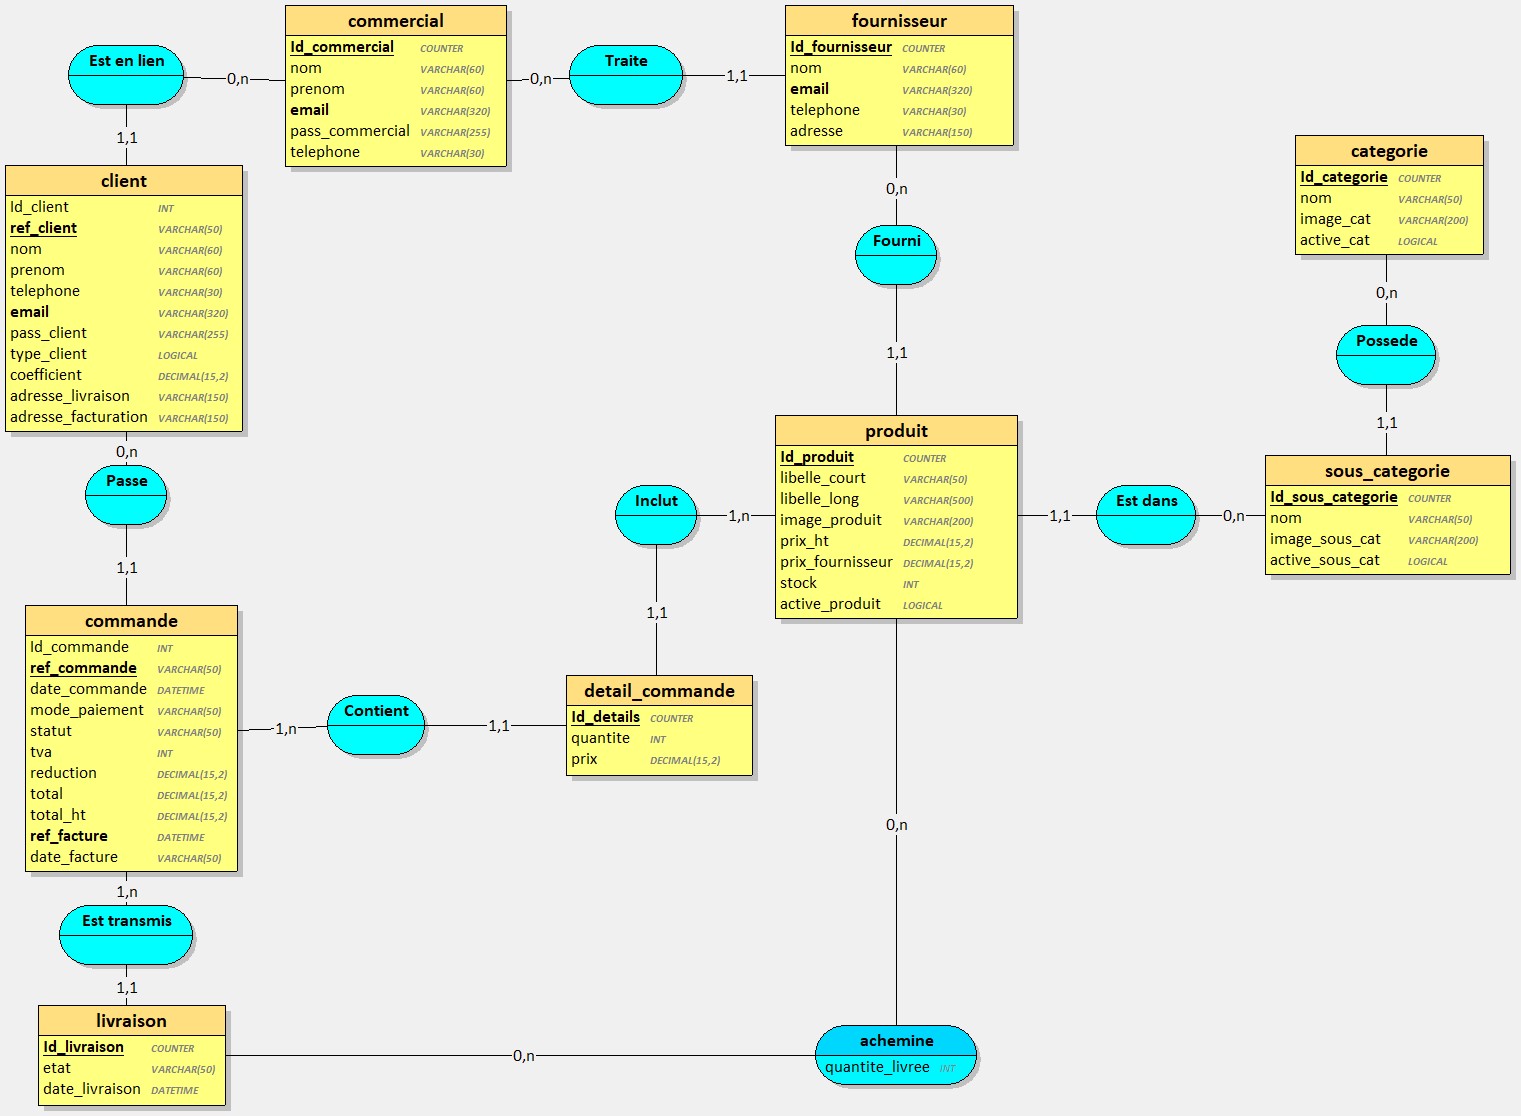 commercial
Id_commercial COUNTER
nom VARCHAR(60)
prenom VARCHAR(60)
email VARCHAR(320)
pass_commercial VARCHAR(255)
telephone VARCHAR(30)
fournisseur
Id_fournisseur COUNTER
nom VARCHAR(60)
email VARCHAR(320)
telephone VARCHAR(30)
adresse VARCHAR(150)
Est en lien
0,n
0,n
Traite
1,1
1,1
client
Id_client INT
ref_client VARCHAR(50)
nom VARCHAR(60)
prenom VARCHAR(60)
telephone VARCHAR(30)
email VARCHAR(320)
pass_client VARCHAR(255)
type_client LOGICAL
coefficient DECIMAL(15,2)
adresse_livraison VARCHAR(150)
adresse_facturation VARCHAR(150)
0,n
Fourni
1,1
categorie
Id_categorie COUNTER
nom VARCHAR(50)
image_cat VARCHAR(200)
active_cat LOGICAL
0,n
Possede
1,1
0,n
Passe
1,1
produit
Id_produit COUNTER
libelle_court VARCHAR(50)
libelle_long VARCHAR(500)
image_produit VARCHAR(200)
prix_ht DECIMAL(15,2)
prix_fournisseur DECIMAL(15,2)
stock INT
active_produit LOGICAL
sous_categorie
Id_sous_categorie COUNTER
nom VARCHAR(50)
image_sous_cat VARCHAR(200)
active_sous_cat LOGICAL
Inclut
1,n
1,1
Est dans
0,n
1,1
commande
Id_commande INT
ref_commande VARCHAR(50)
date_commande DATETIME
mode_paiement VARCHAR(50)
statut VARCHAR(50)
tva INT
reduction DECIMAL(15,2)
total DECIMAL(15,2)
total_ht DECIMAL(15,2)
ref_facture DATETIME
date_facture VARCHAR(50)
1,n
Contient
1,1
detail_commande
Id_details COUNTER
quantite INT
prix DECIMAL(15,2)
0,n
1,n
Est transmis
1,1
livraison
Id_livraison COUNTER
etat VARCHAR(50)
date_livraison DATETIME
0,n
achemine
quantite_livree INT